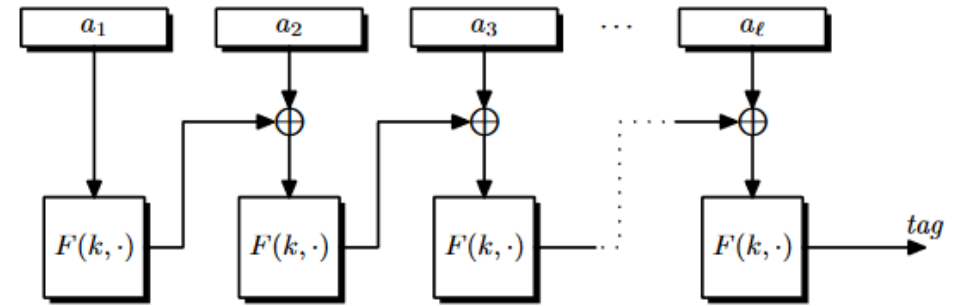 a₁ a₂ a₃ ⋯ aℓ
F(k, ·) F(k, ·) F(k, ·) F(k, ·) tag